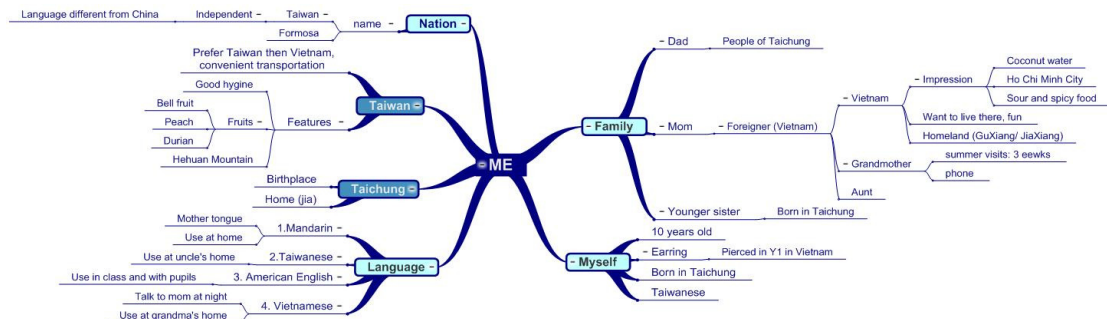 ME
Nation
name
Taiwan
Independent
Language different from China
Formosa
Taiwan
Prefer Taiwan then Vietnam,
convenient transportation
Features
Good hygine
Fruits
Bell fruit
Peach
Durian
Hehuan Mountain
Taichung
Birthplace
Home (jia)
Language
1.Mandarin
Mother tongue
Use at home
2.Taiwanese
Use at uncle's home
3. American English
Use in class and with pupils
4. Vietnamese
Talk to mom at night
Use at grandma's home
Family
Dad
People of Taichung
Mom
Foreigner (Vietnam)
Vietnam
Impression
Coconut water
Ho Chi Minh City
Sour and spicy food
Want to live there, fun
Homeland (GuXiang/ JiaXiang)
Grandmother
summer visits: 3 eewks
phone
Aunt
Younger sister
Born in Taichung
Myself
10 years old
Earring
Pierced in Y1 in Vietnam
Born in Taichung
Taiwanese